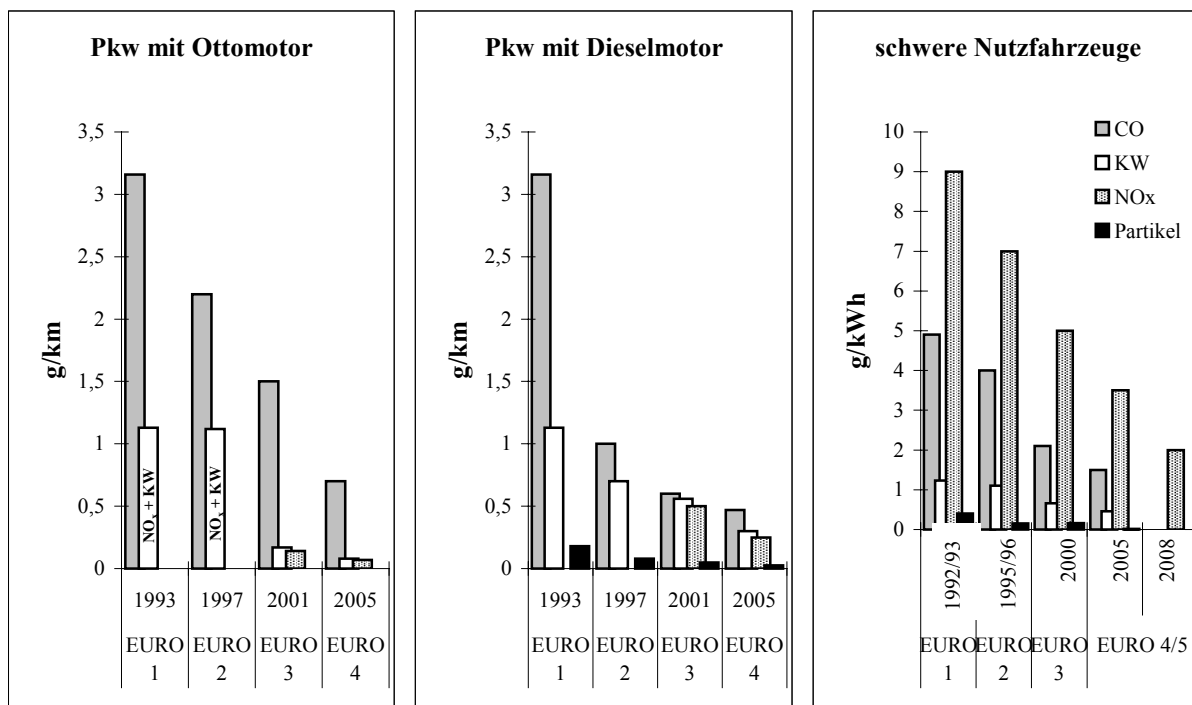 Pkw mit Ottomotor
g/km
3,5
3
2,5
2
1,5
1
0,5
0
NOx + KW
NOx + KW
1993 1997 2001 2005
EURO 1 EURO 2 EURO 3 EURO 4
Pkw mit Dieselmotor
g/km
3,5
3
2,5
2
1,5
1
0,5
0
1993 1997 2001 2005
EURO 1 EURO 2 EURO 3 EURO 4
schwere Nutzfahrzeuge
g/kWh
10
9
8
7
6
5
4
3
2
1
0
CO
KW
NOx
Partikel
1992/93 1995/96 2000 2005 2008
EURO 1 EURO 2 EURO 3 EURO 4/5